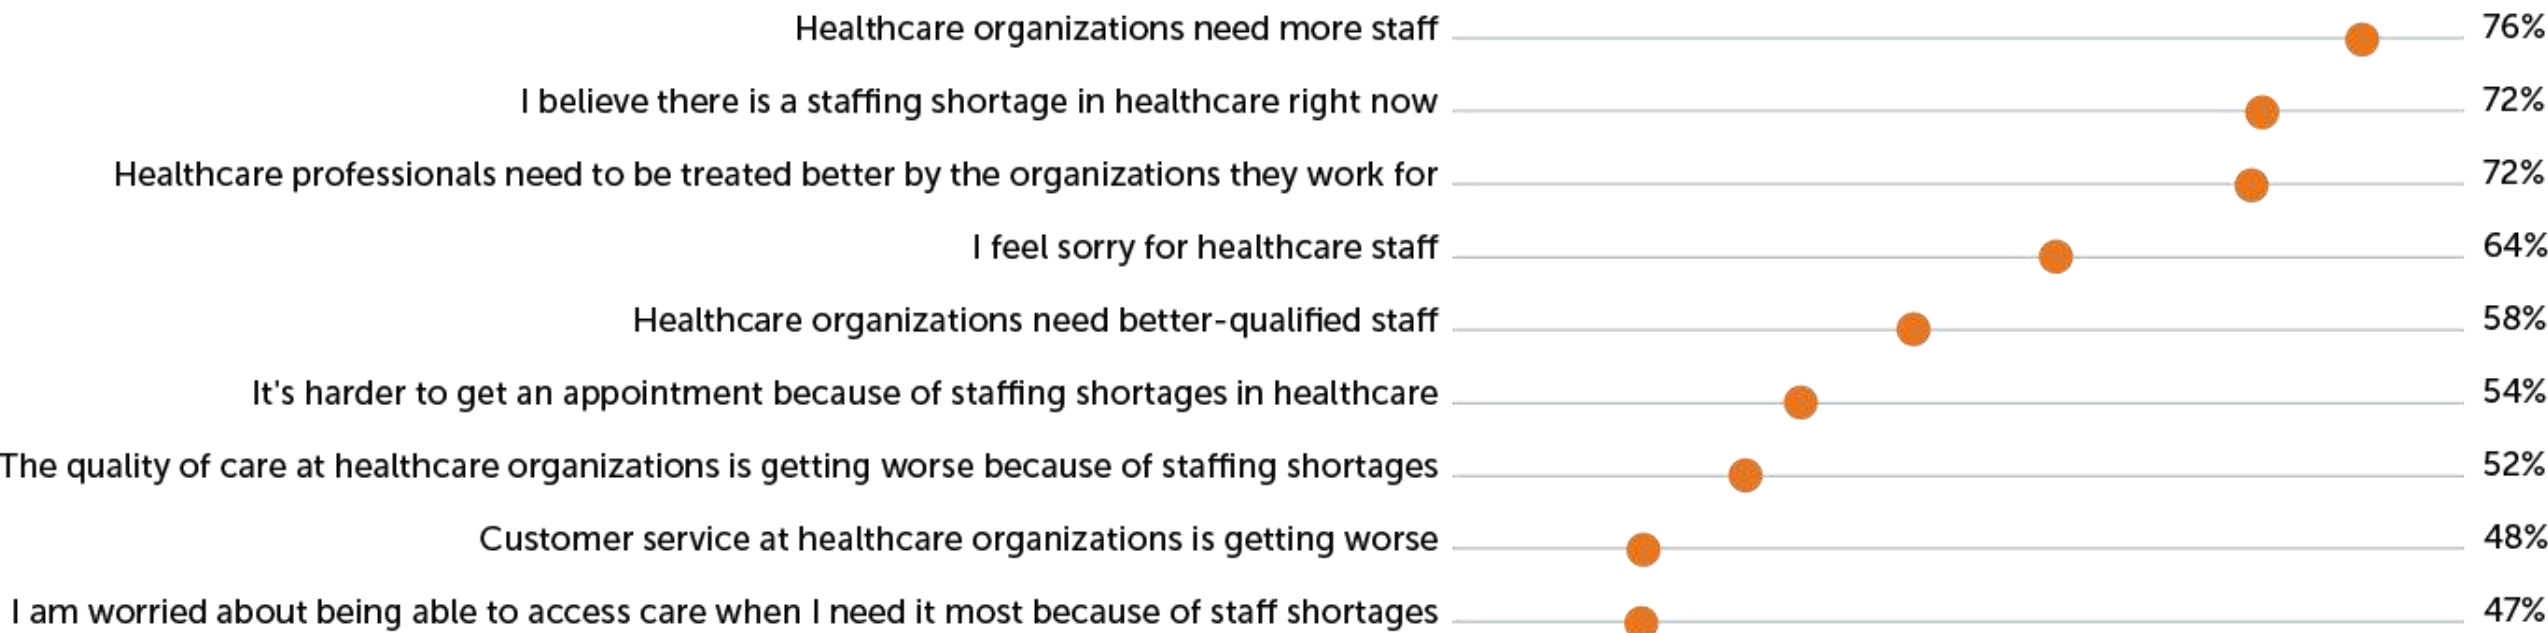 Healthcare organizations need more staff 76%
I believe there is a staffing shortage in healthcare right now 72%
Healthcare professionals need to be treated better by the organizations they work for 72%
I feel sorry for healthcare staff 64%
Healthcare organizations need better-qualified staff 58%
It's harder to get an appointment because of staffing shortages in healthcare 54%
The quality of care at healthcare organizations is getting worse because of staffing shortages 52%
Customer service at healthcare organizations is getting worse 48%
I am worried about being able to access care when I need it most because of staff shortages 47%